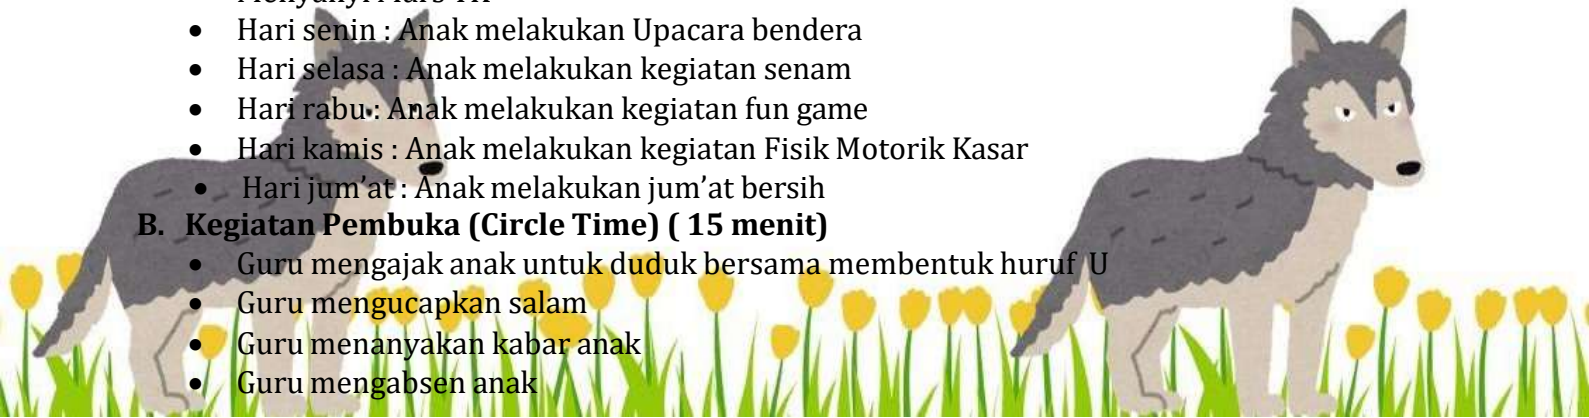 • Hari senin : Anak melakukan Upacara bendera
• Hari selasa : Anak melakukan kegiatan senam
• Hari rabu : Anak melakukan kegiatan fun game
• Hari kamis : Anak melakukan kegiatan Fisik Motorik Kasar
• Hari jum’at : Anak melakukan jum’at bersih
B. Kegiatan Pembuka (Circle Time) ( 15 menit)
• Guru mengajak anak untuk duduk bersama membentuk huruf U
• Guru mengucapkan salam
• Guru menanyakan kabar anak
• Guru mengabsen anak